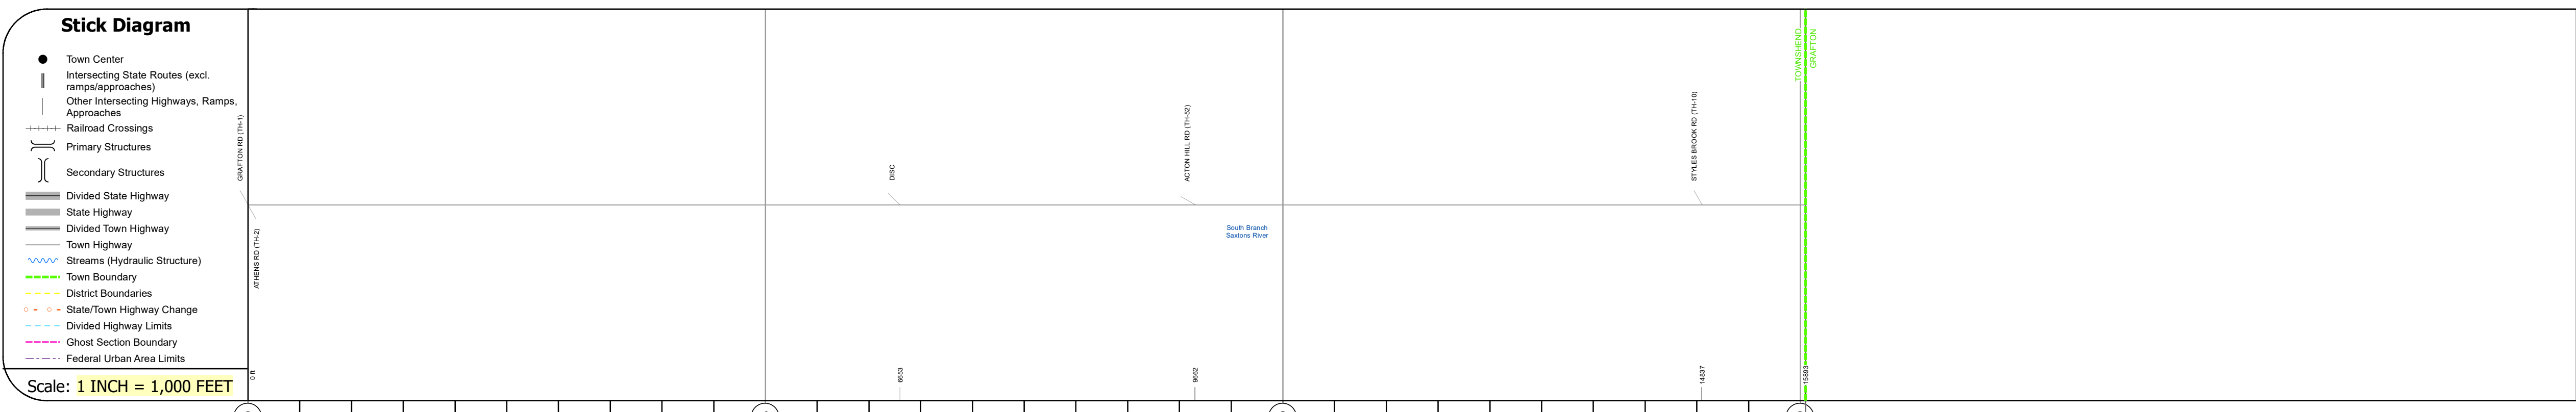 Stick Diagram
Town Center
Intersecting State Routes (excl.
ramps/approaches)
Other Intersecting Highways, Ramps,
Approaches
Railroad Crossings
Primary Structures
Secondary Structures
Divided State Highway
State Highway
Divided Town Highway
Town Highway
Streams (Hydraulic Structure)
Town Boundary
District Boundaries
State/Town Highway Change
Divided Highway Limits
Ghost Section Boundary
Federal Urban Area Limits
Scale: 1 INCH = 1,000 FEET
GRAFTON RD (TH-1)
ATHENS RD (TH-2)
0 ft
DISC
6653
ACTON HILL RD (TH-52)
9662
South Branch
Saxtons River
STYLES BROOK RD (TH-10)
14837
TOWNSHEND
GRAFTON
15893